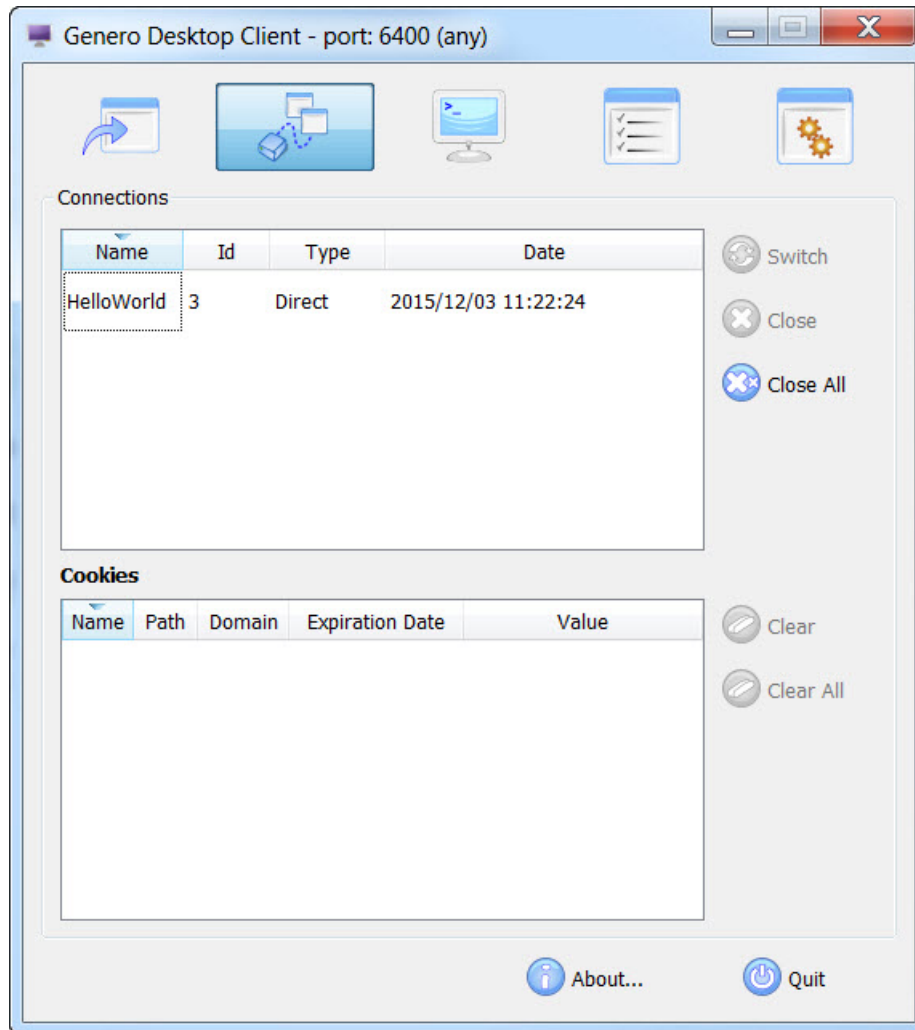 Genero Desktop Client - port: 6400 (any)
Connections
Name Id Type Date
HelloWorld 3 Direct 2015/12/03 11:22:24
Switch
Close
Close All
Cookies
Name Path Domain Expiration Date Value
Clear
Clear All
About... Quit